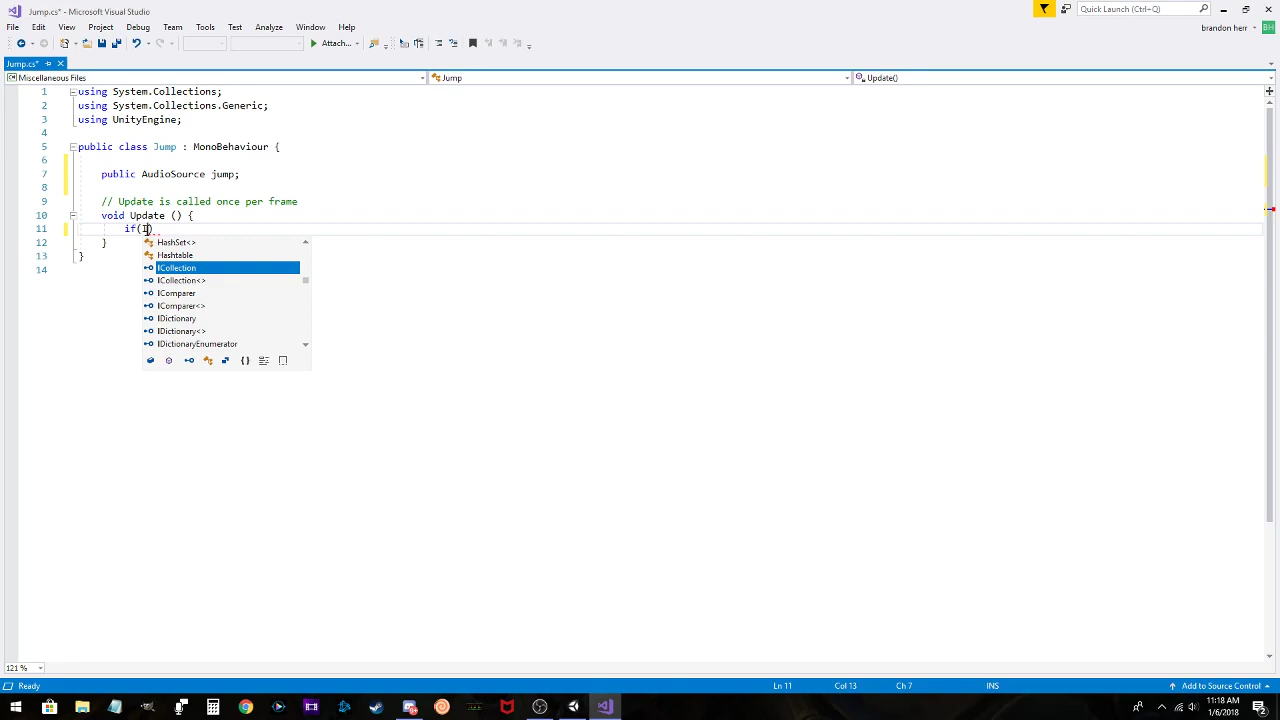 Jump.cs* - Microsoft Visual Studio
Quick Launch (Ctrl+Q)
File Edit View Project Debug Team Tools Test Analyze Window Help
brandon herr BH
Attach...
Jump.cs*
Miscellaneous Files Jump Update()
1 using System.Collections;
2 using System.Collections.Generic;
3 using UnityEngine;
4
5 public class Jump : MonoBehaviour {
6
7 public AudioSource jump;
8
9 // Update is called once per frame
10 void Update () {
11 if(I)
12 }
13 }
14
HashSet<>
Hashtable
ICollection
ICollection<>
IComparer
IComparer<>
IDictionary
IDictionary<>
IDictionaryEnumerator
121 %
Ready Ln 11 Col 13 Ch 7 INS Add to Source Control
11:18 AM
1/6/2018